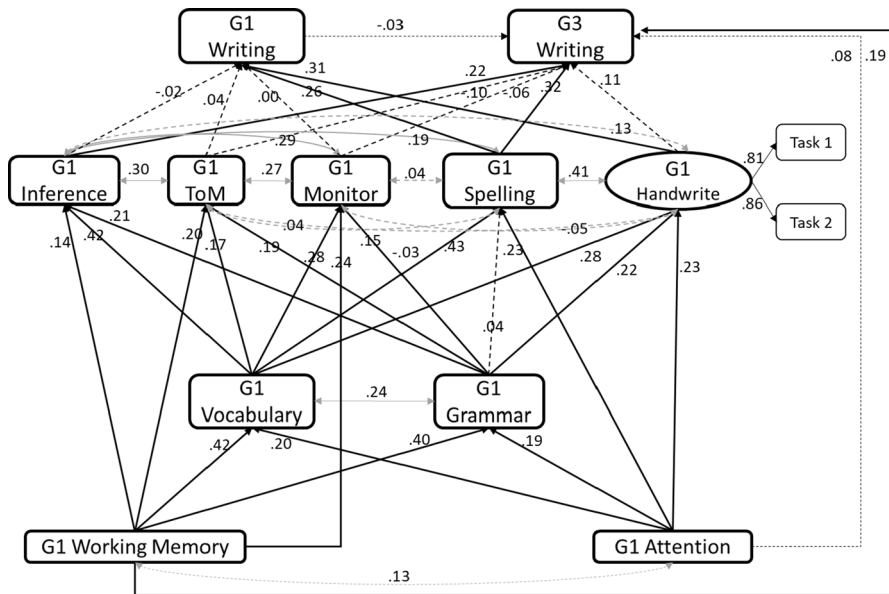 G1
Writing
-.03
G3
Writing
.08
.19
.31
.22
.11
-.02
.04
.00
.26
.10
-.06
.32
.13
.29
.19
G1
Inference
.30
G1
ToM
.27
G1
Monitor
.04
G1
Spelling
.41
G1
Handwrite
.81
.86
Task 1
Task 2
.14
.42
.21
.20
.17
.19
.04
.28
.24
.15
-.03
.43
.23
-.05
.28
.22
.23
.04
G1
Vocabulary
.24
G1
Grammar
.42
.20
.40
.19
G1 Working Memory
G1 Attention
.13